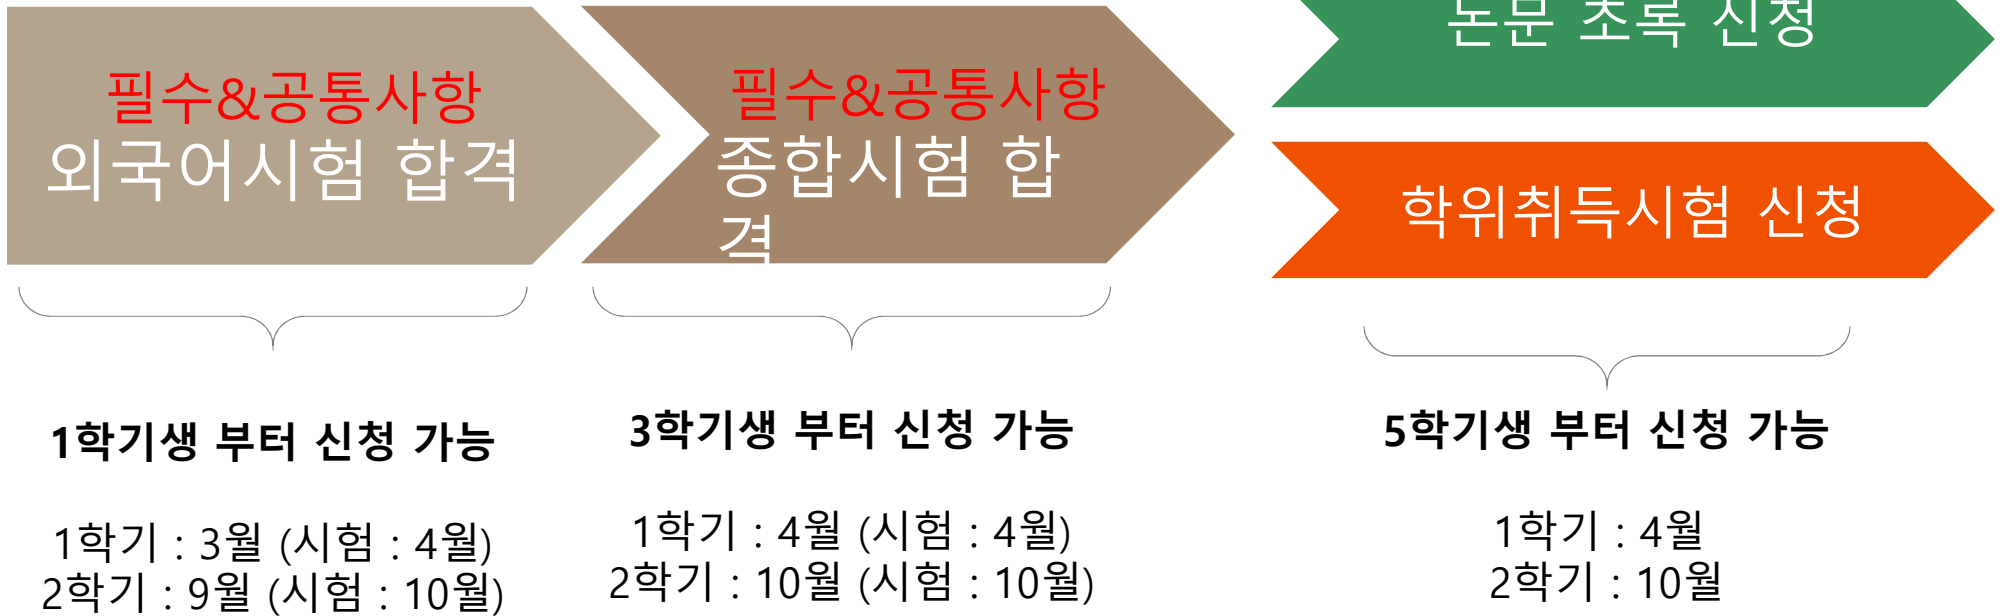 필수&공통사항
외국어시험 합격
필수&공통사항
종합시험 합
격
논문 초록 신청
학위취득시험 신청
1학기생 부터 신청 가능
1학기 : 3월 (시험 : 4월)
2학기 : 9월 (시험 : 10월)
3학기생 부터 신청 가능
1학기 : 4월 (시험 : 4월)
2학기 : 10월 (시험 : 10월)
5학기생 부터 신청 가능
1학기 : 4월
2학기 : 10월